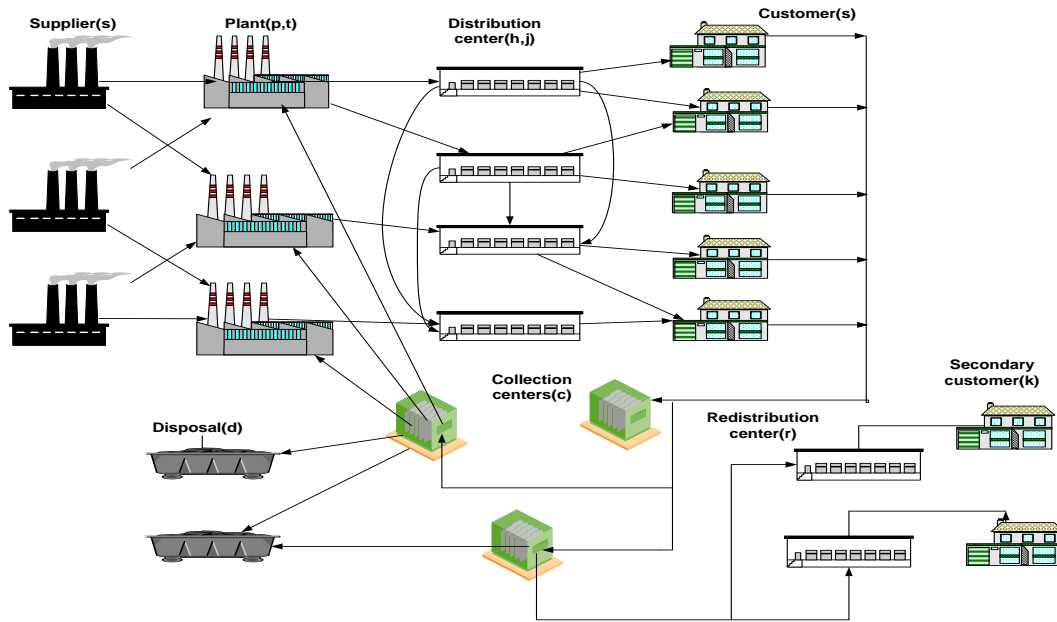 Supplier(s)
Plant(p,t)
Distribution
center(h,j)
Customer(s)
Collection
centers(c)
Secondary
customer(k)
Redistribution
center(r)
Disposal(d)